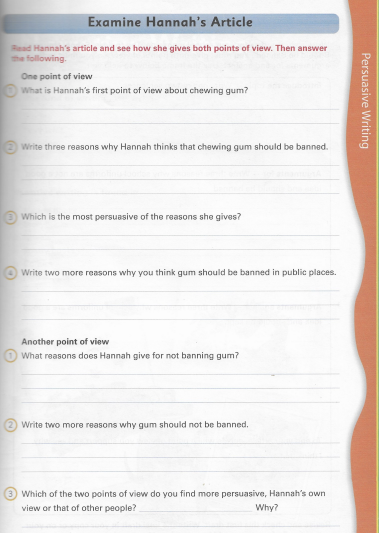 Examine Hannah's Article
Read Hannah's article and see how she gives both points of view. Then answer
the following.
One point of view
1 What is Hannah's first point of view about chewing gum?
2 Write three reasons why Hannah thinks that chewing gum should be banned.
3 Which is the most persuasive of the reasons she gives?
4 Write two more reasons why you think gum should be banned in public places.
Another point of view
1 What reasons does Hannah give for not banning gum?
2 Write two more reasons why gum should not be banned.
3 Which of the two points of view do you find more persuasive, Hannah's own
view or that of other people? Why?
Persuasive Writing